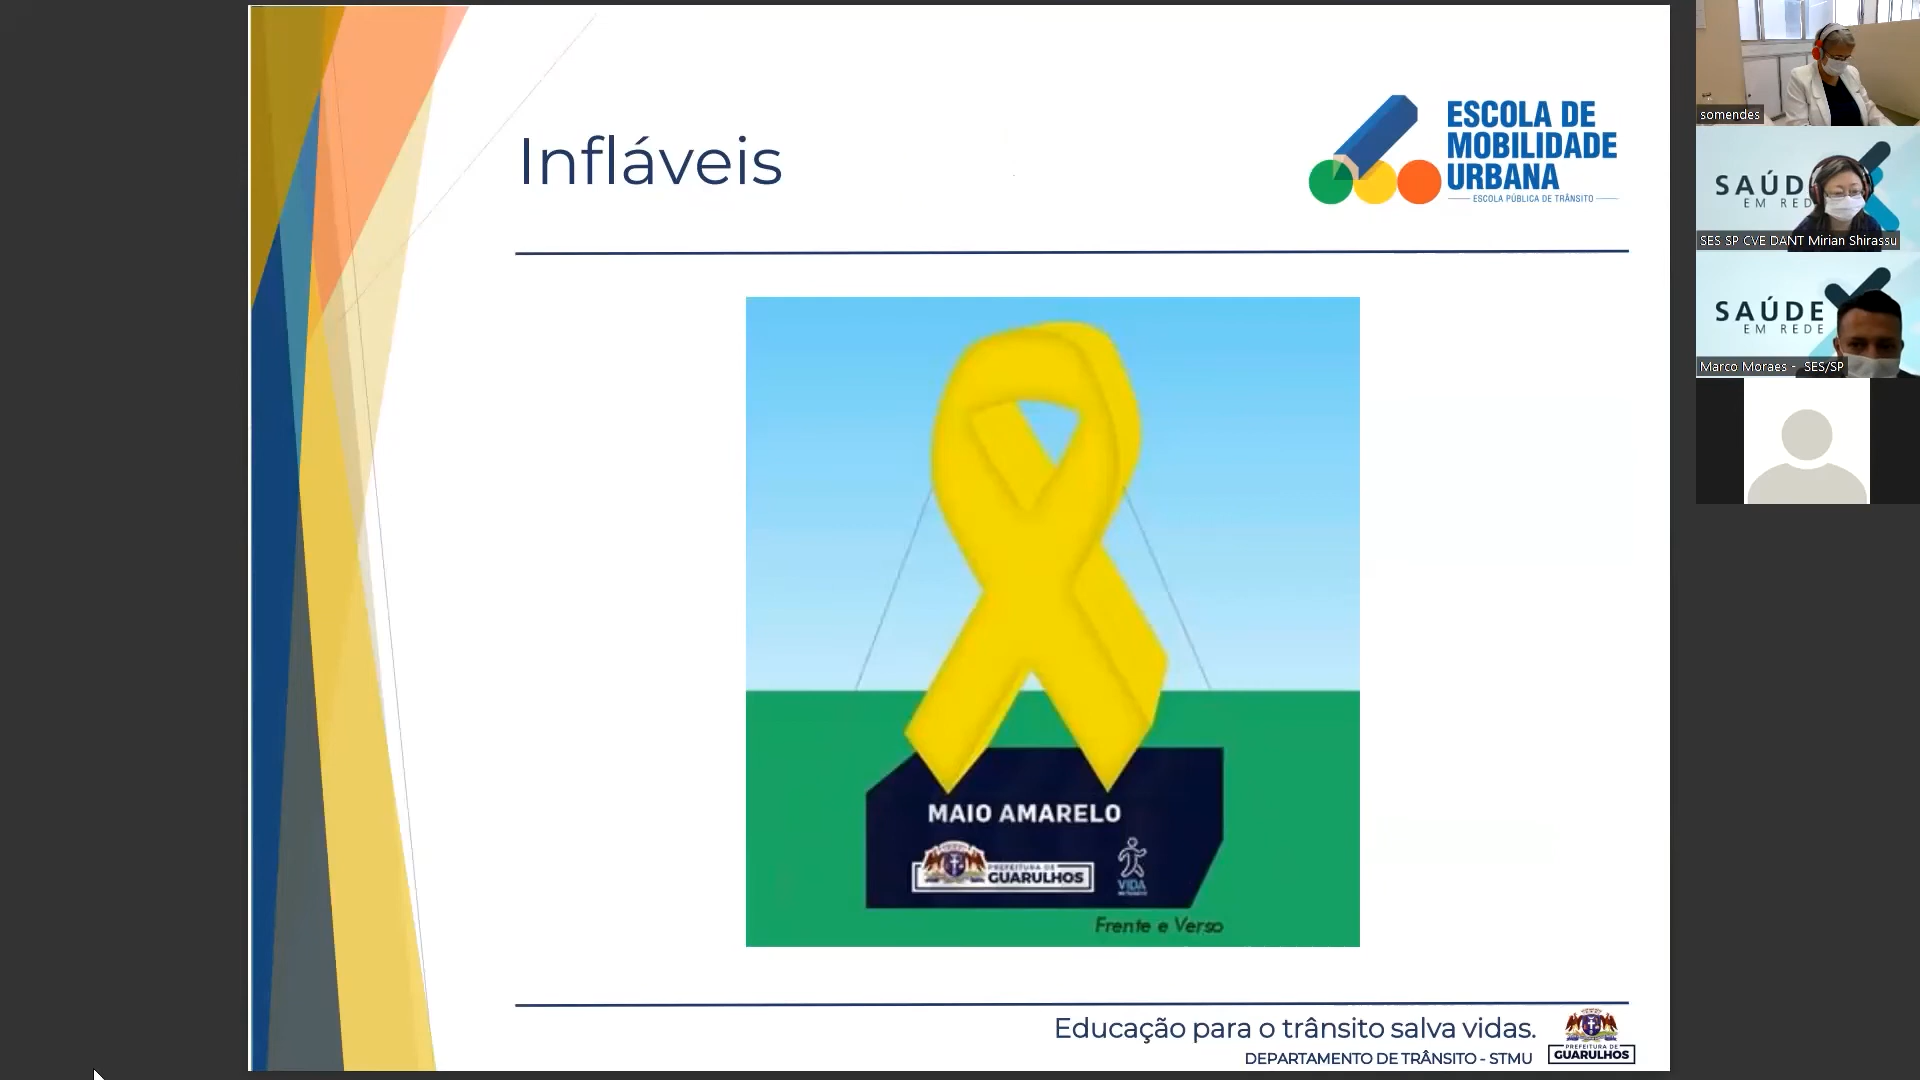 Infláveis
ESCOLA DE
MOBILIDADE
URBANA
ESCOLA PÚBLICA DE TRÂNSITO
MAIO AMARELO
PREFEITURA DE
GUARULHOS
VIDA
Frente e Verso
Educação para o trânsito salva vidas.
DEPARTAMENTO DE TRÂNSITO - STMU
PREFEITURA DE
GUARULHOS
somendes
SAÚD
EM RED
SES SP CVE DANT Mirian Shirassu
SAÚDE
EM REDE
Marco Moraes - SES/SP